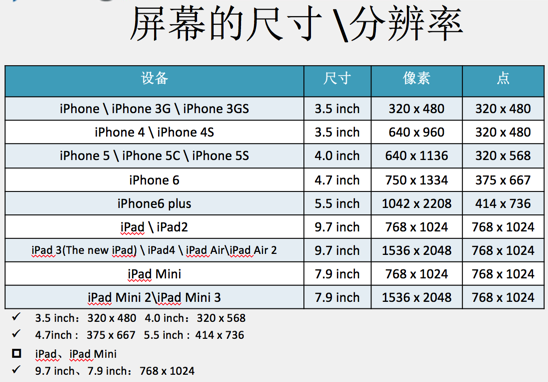 屏幕的尺寸 \分辨率
设备 尺寸 像素 点
iPhone \ iPhone 3G \ iPhone 3GS 3.5 inch 320 x 480 320 x 480
iPhone 4 \ iPhone 4S 3.5 inch 640 x 960 320 x 480
iPhone 5 \ iPhone 5C \ iPhone 5S 4.0 inch 640 x 1136 320 x 568
iPhone 6 4.7 inch 750 x 1334 375 x 667
iPhone6 plus 5.5 inch 1042 x 2208 414 x 736
iPad \ iPad2 9.7 inch 768 x 1024 768 x 1024
iPad 3(The new iPad) \ iPad4 \ iPad Air\iPad Air 2 9.7 inch 1536 x 2048 768 x 1024
iPad Mini 7.9 inch 768 x 1024 768 x 1024
iPad Mini 2\iPad Mini 3 7.9 inch 1536 x 2048 768 x 1024
✓ 3.5 inch：320 x 480 4.0 inch：320 x 568
✓ 4.7inch： 375 x 667 5.5 inch：414 x 736
iPad、iPad Mini
✓ 9.7 inch、7.9 inch：768 x 1024